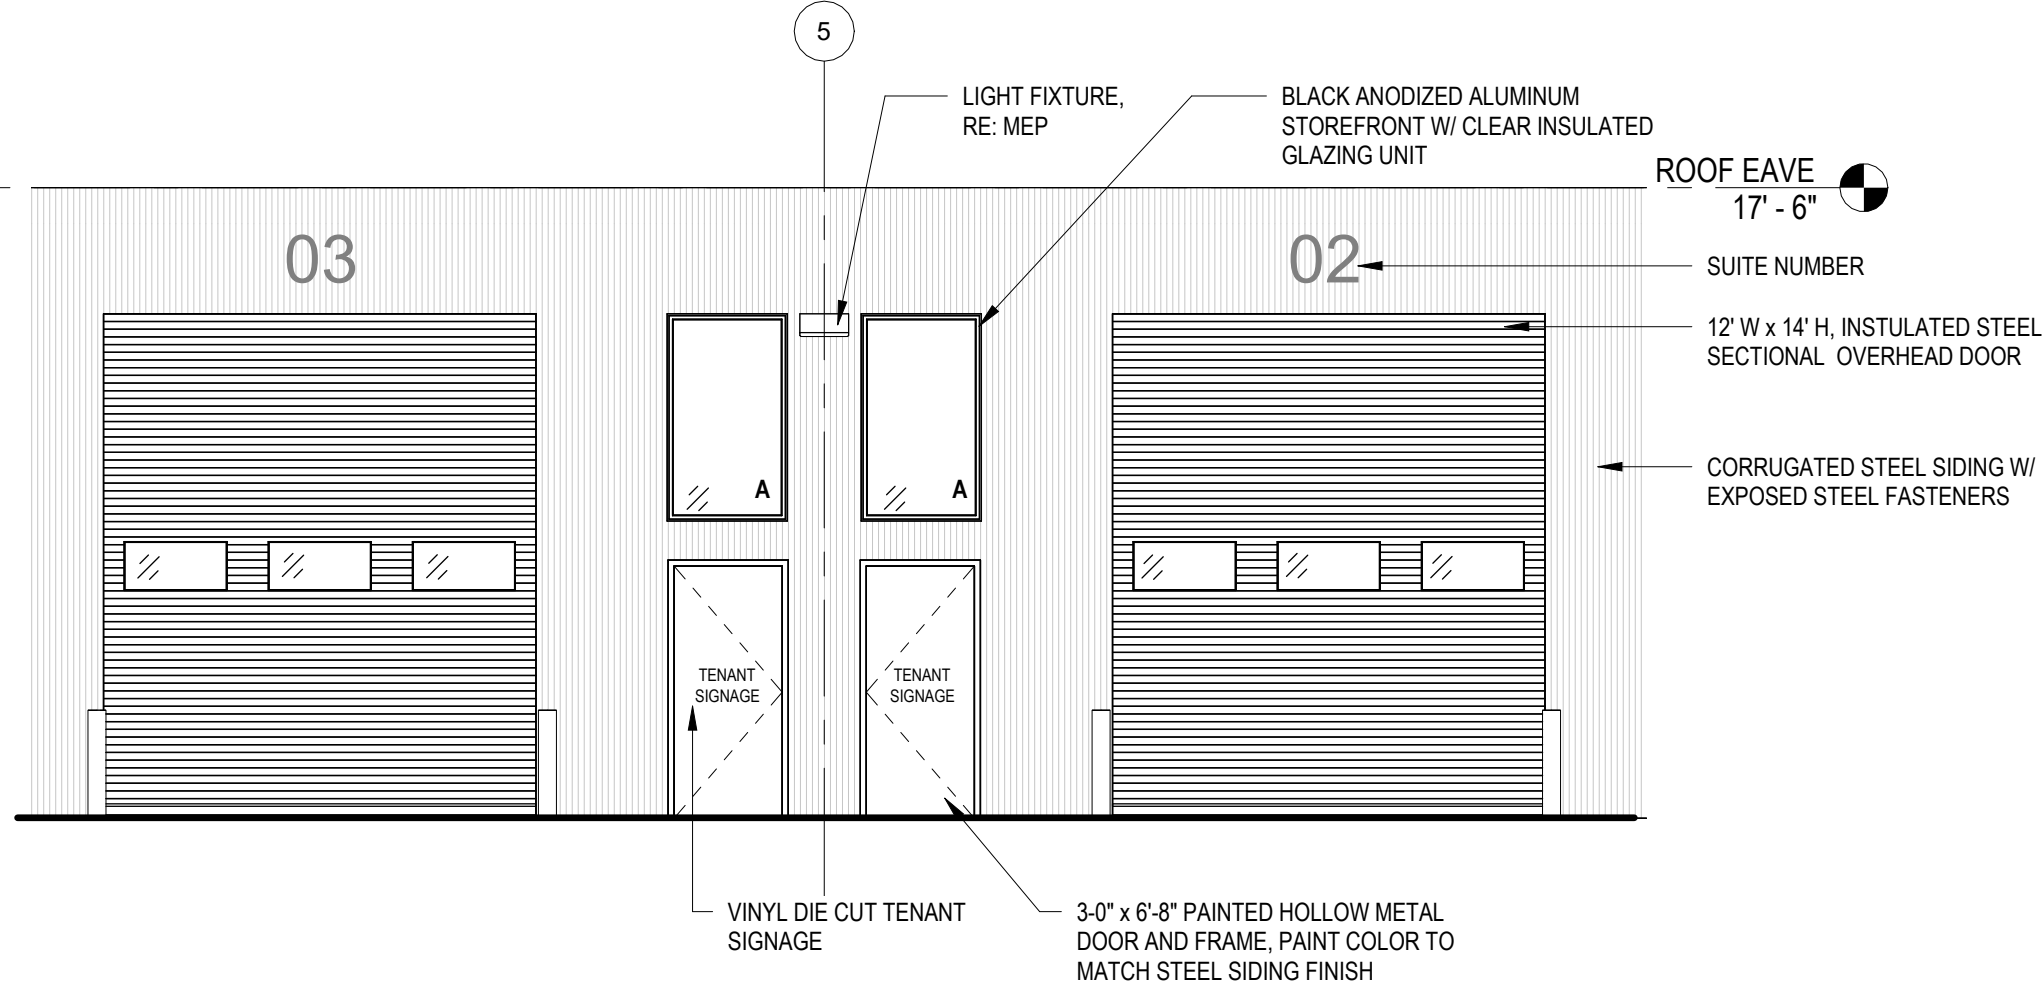 5
LIGHT FIXTURE,
RE: MEP
BLACK ANODIZED ALUMINUM
STOREFRONT W/ CLEAR INSULATED
GLAZING UNIT
ROOF EAVE
17' - 6"
03
02
SUITE NUMBER
12' W x 14' H, INSTULATED STEEL
SECTIONAL OVERHEAD DOOR
CORRUGATED STEEL SIDING W/
EXPOSED STEEL FASTENERS
A
A
TENANT
SIGNAGE
TENANT
SIGNAGE
VINYL DIE CUT TENANT
SIGNAGE
3-0" x 6'-8" PAINTED HOLLOW METAL
DOOR AND FRAME, PAINT COLOR TO
MATCH STEEL SIDING FINISH